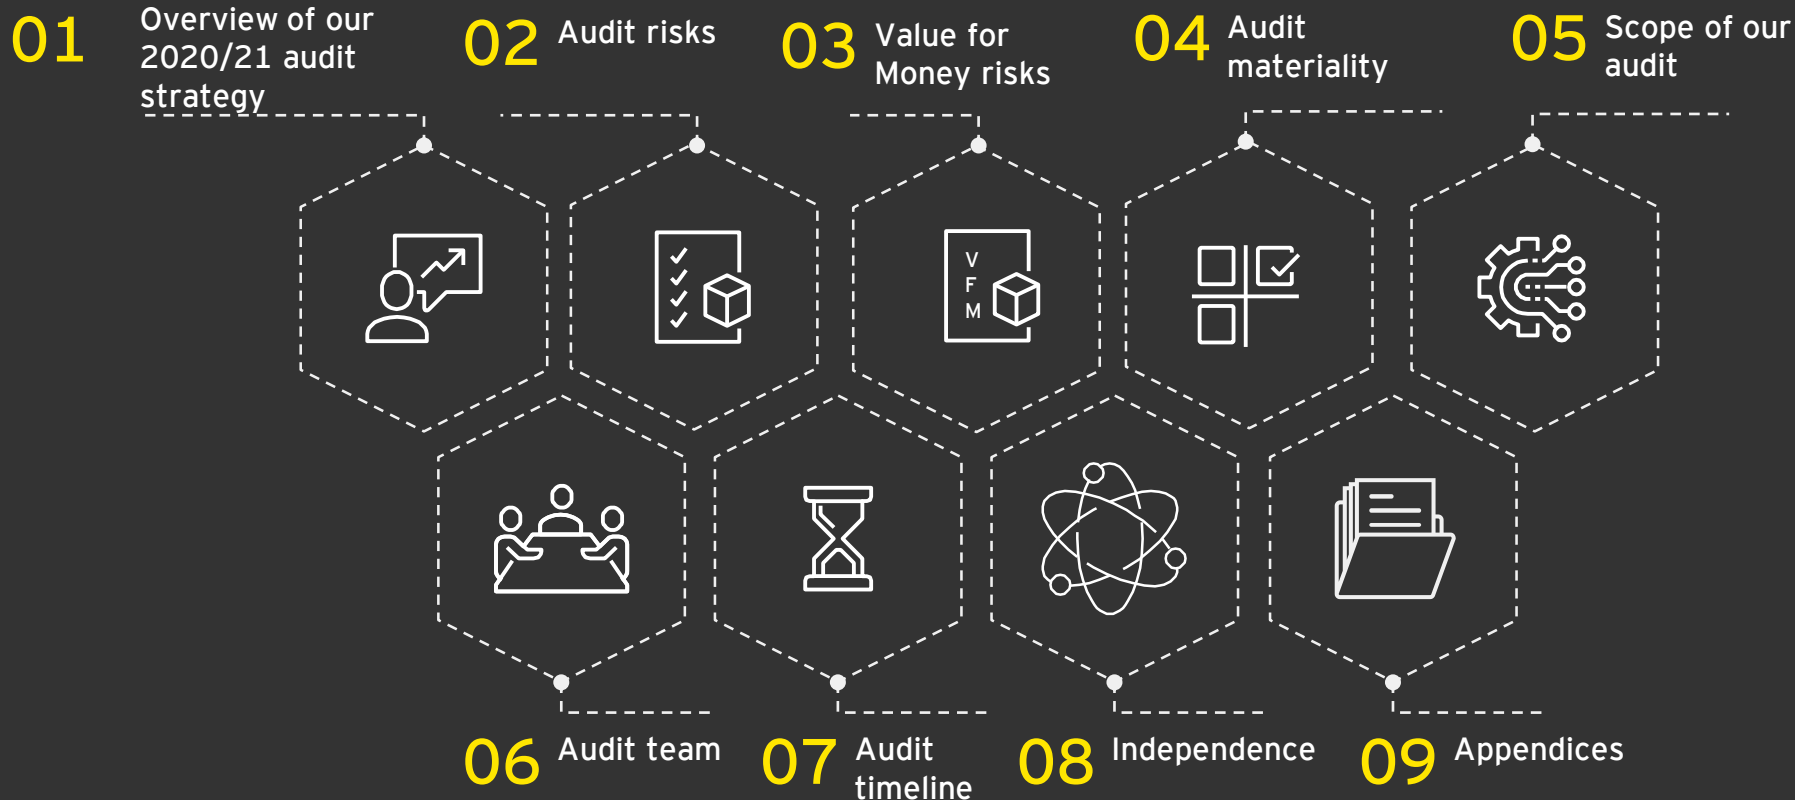 01
Overview of our
2020/21 audit
strategy
02
Audit risks
03
Value for
Money risks
04
Audit
materiality
05
Scope of our
audit
V
F
M
06
Audit team
07
Audit
timeline
08
Independence
09
Appendices